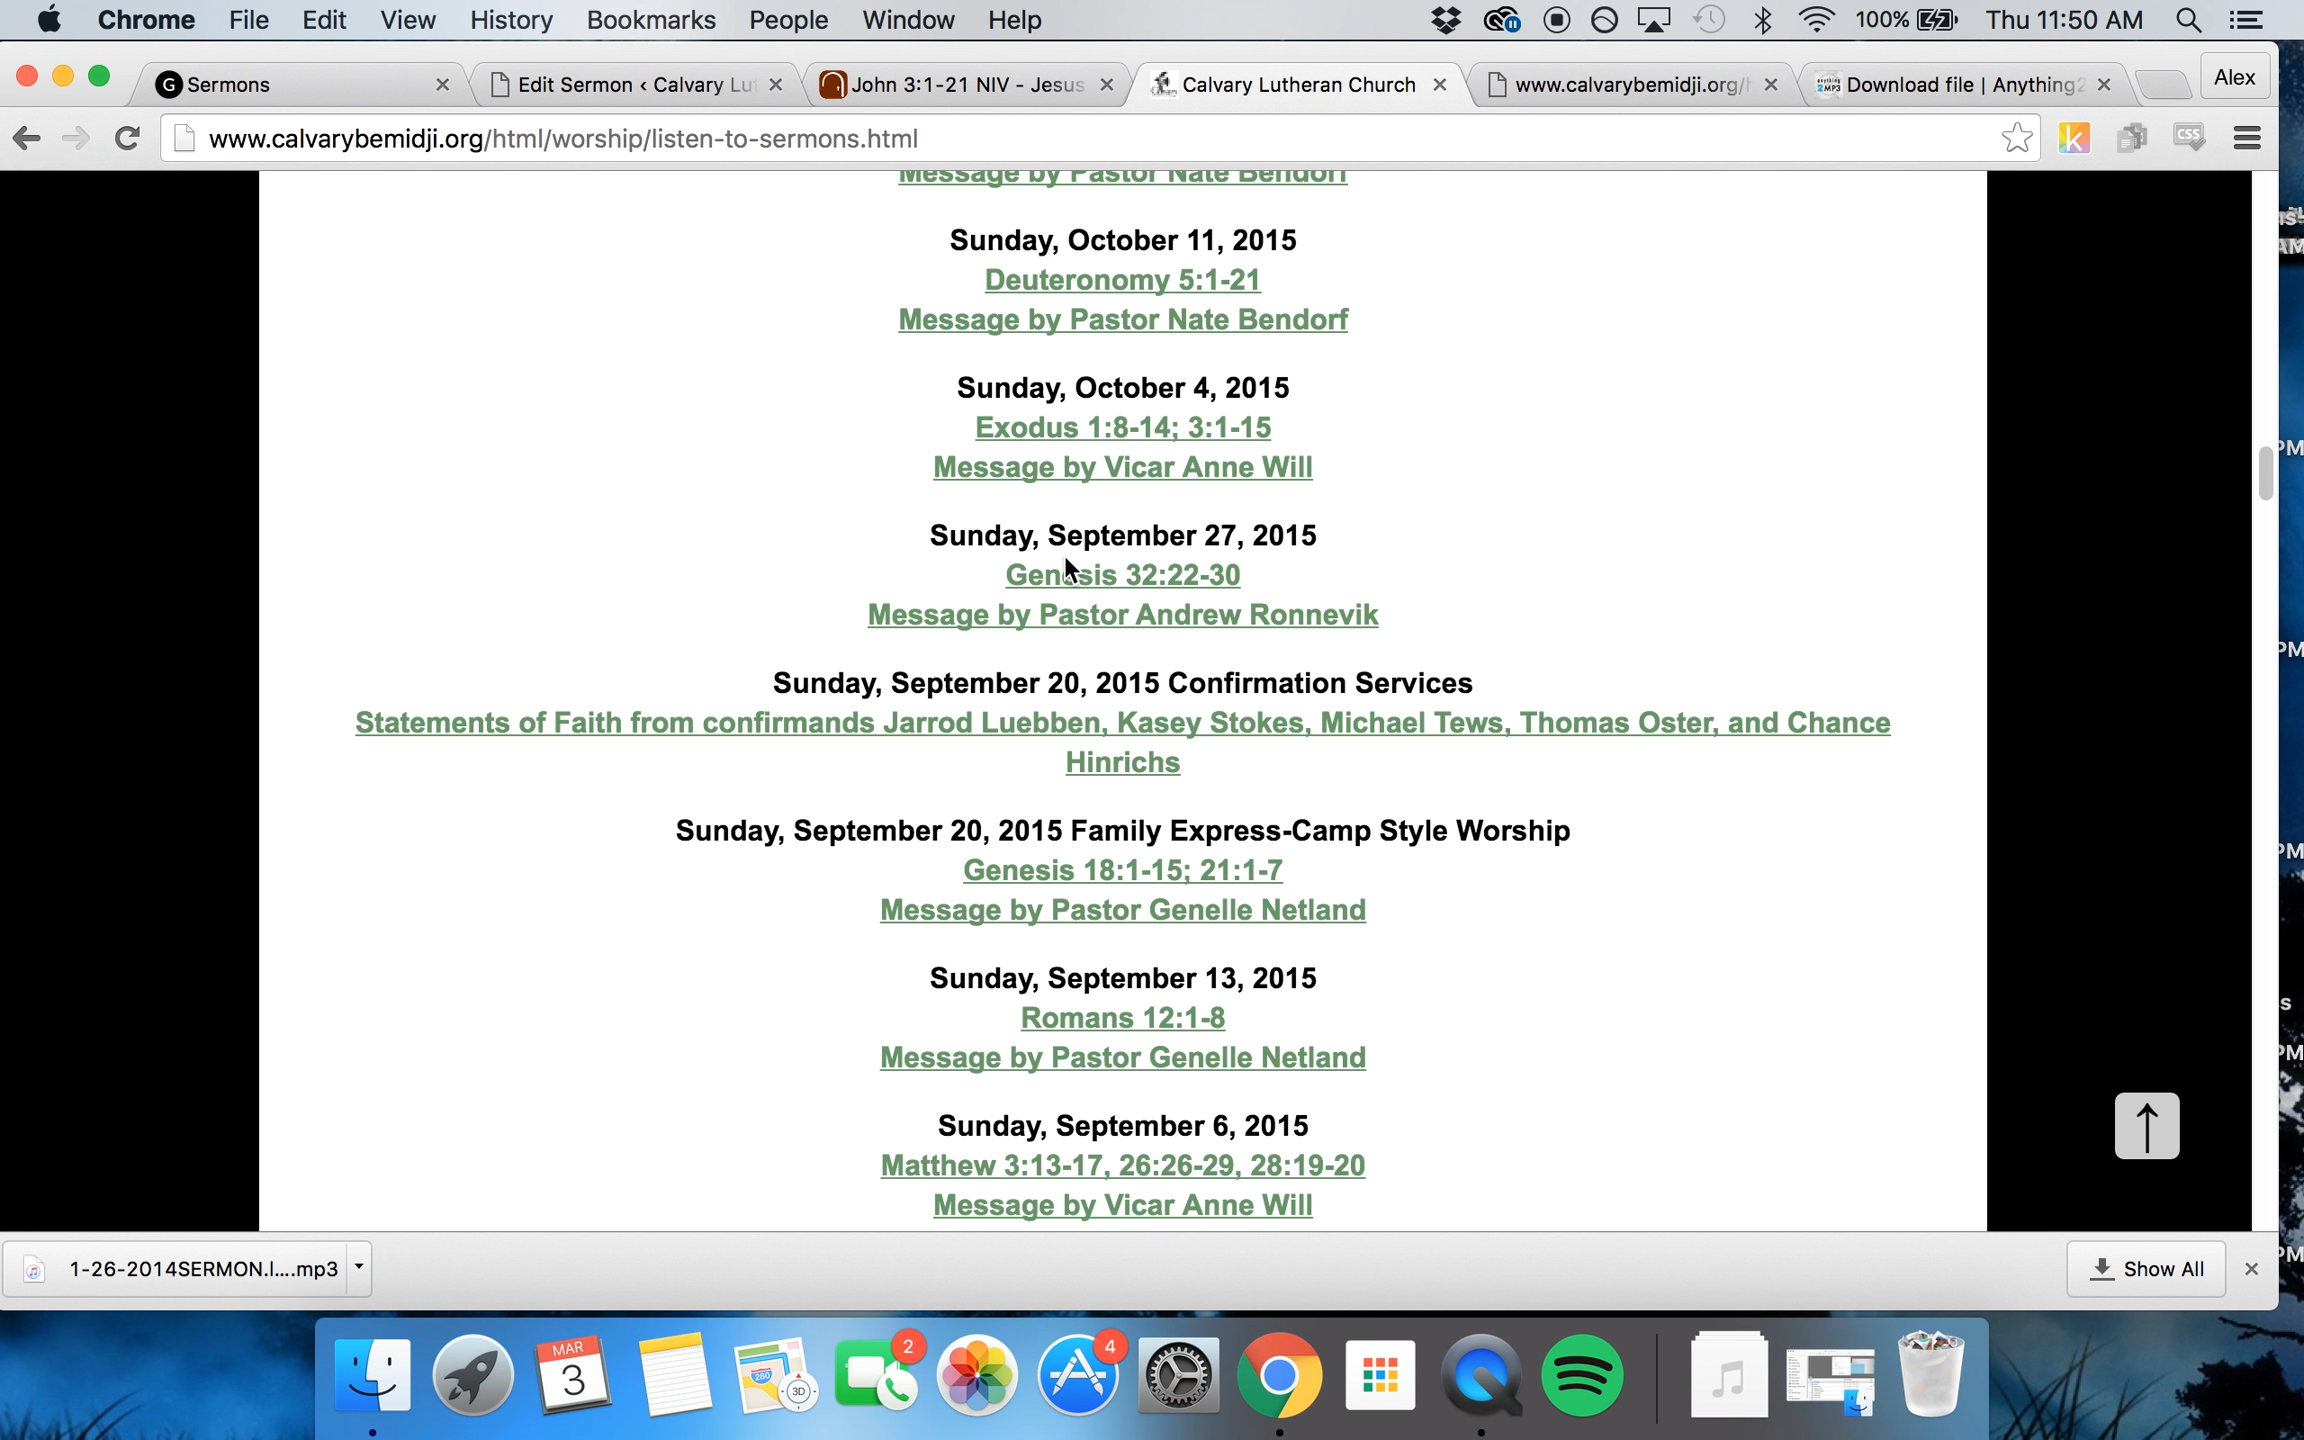 Chrome File Edit View History Bookmarks People Window Help 100% Thu 11:50 AM
Sermons
Edit Sermon ‹ Calvary Lu
John 3:1-21 NIV - Jesus
Calvary Lutheran Church
www.calvarybemidji.org/
Download file | Anything2
Alex
www.calvarybemidji.org/html/worship/listen-to-sermons.html
Message by Pastor Nate Bendorf
Sunday, October 11, 2015
Deuteronomy 5:1-21
Message by Pastor Nate Bendorf
Sunday, October 4, 2015
Exodus 1:8-14; 3:1-15
Message by Vicar Anne Will
Sunday, September 27, 2015
Genesis 32:22-30
Message by Pastor Andrew Ronnevik
Sunday, September 20, 2015 Confirmation Services
Statements of Faith from confirmands Jarrod Luebben, Kasey Stokes, Michael Tews, Thomas Oster, and Chance
Hinrichs
Sunday, September 20, 2015 Family Express-Camp Style Worship
Genesis 18:1-15; 21:1-7
Message by Pastor Genelle Netland
Sunday, September 13, 2015
Romans 12:1-8
Message by Pastor Genelle Netland
Sunday, September 6, 2015
Matthew 3:13-17, 26:26-29, 28:19-20
Message by Vicar Anne Will
1-26-2014SERMON.l....mp3
Show All
MAR
3
280
3D
2
4